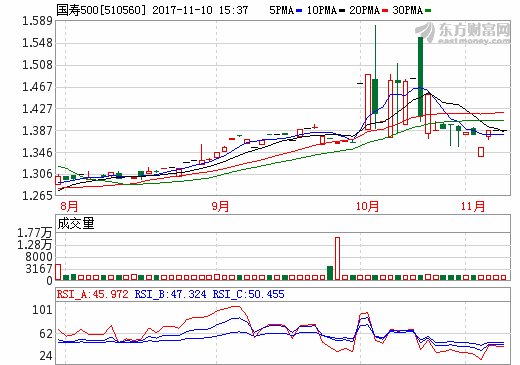 国寿500[510560] 2017-11-10 15:37 5PMA 10PMA 20PMA 30PMA
东方财富网
eastmoney.com
1.589
1.548
1.508
1.467
1.427
1.387
1.346
1.306
1.265
8月 9月 10月 11月
成交量
1.77万
1.28万
8000
3167
0
RSI_A:45.972 RSI_B:47.324 RSI_C:50.455
101
62
24